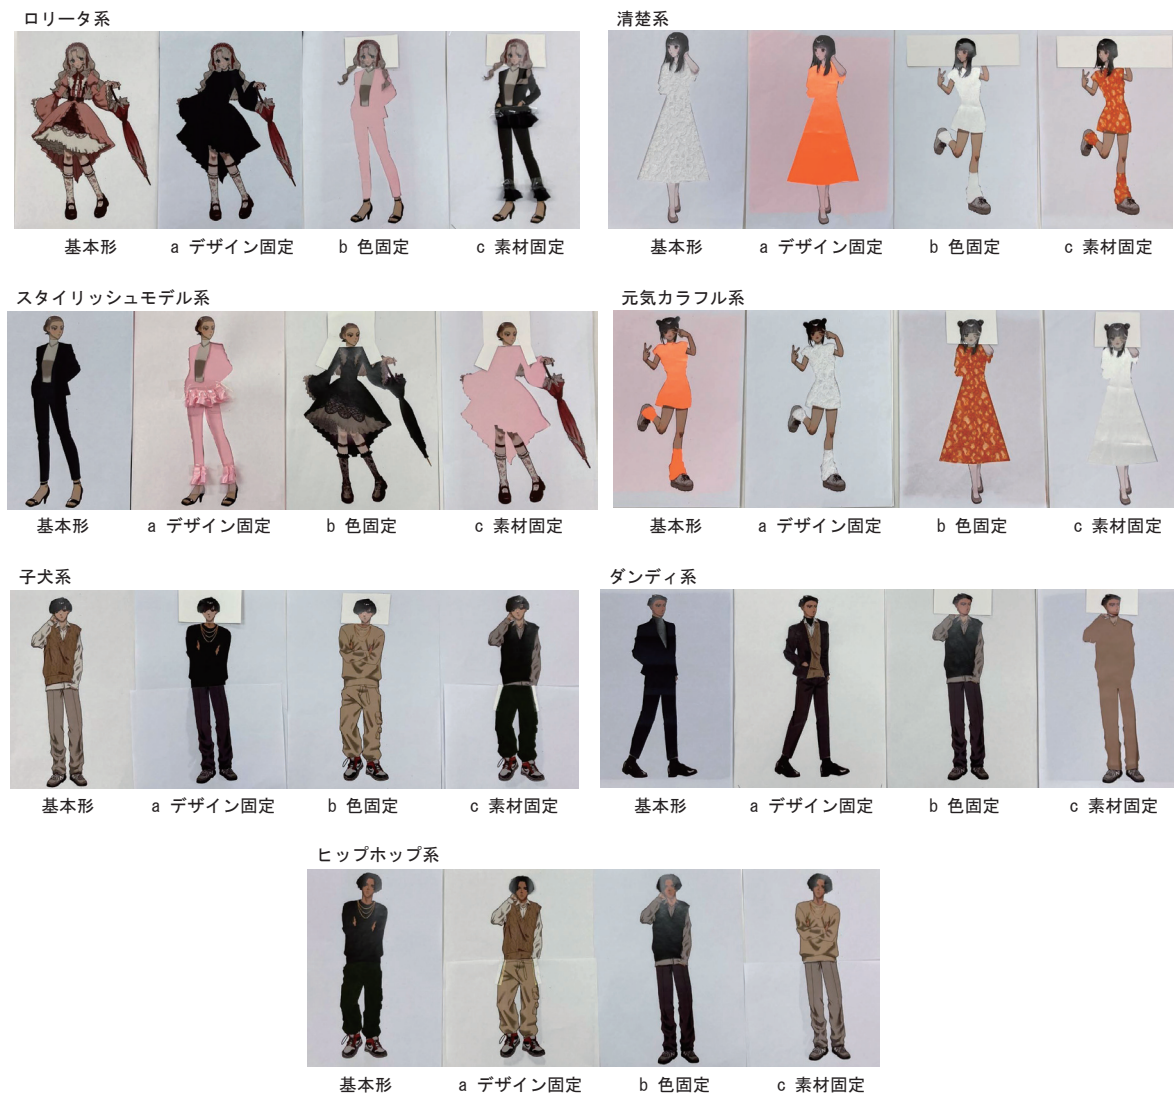 ロリータ系
基本形 a デザイン固定 b 色固定 c 素材固定
清楚系
基本形 a デザイン固定 b 色固定 c 素材固定
スタイリッシュモデル系
基本形 a デザイン固定 b 色固定 c 素材固定
元気カラフル系
基本形 a デザイン固定 b 色固定 c 素材固定
子犬系
基本形 a デザイン固定 b 色固定 c 素材固定
ダンディ系
基本形 a デザイン固定 b 色固定 c 素材固定
ヒップホップ系
基本形 a デザイン固定 b 色固定 c 素材固定